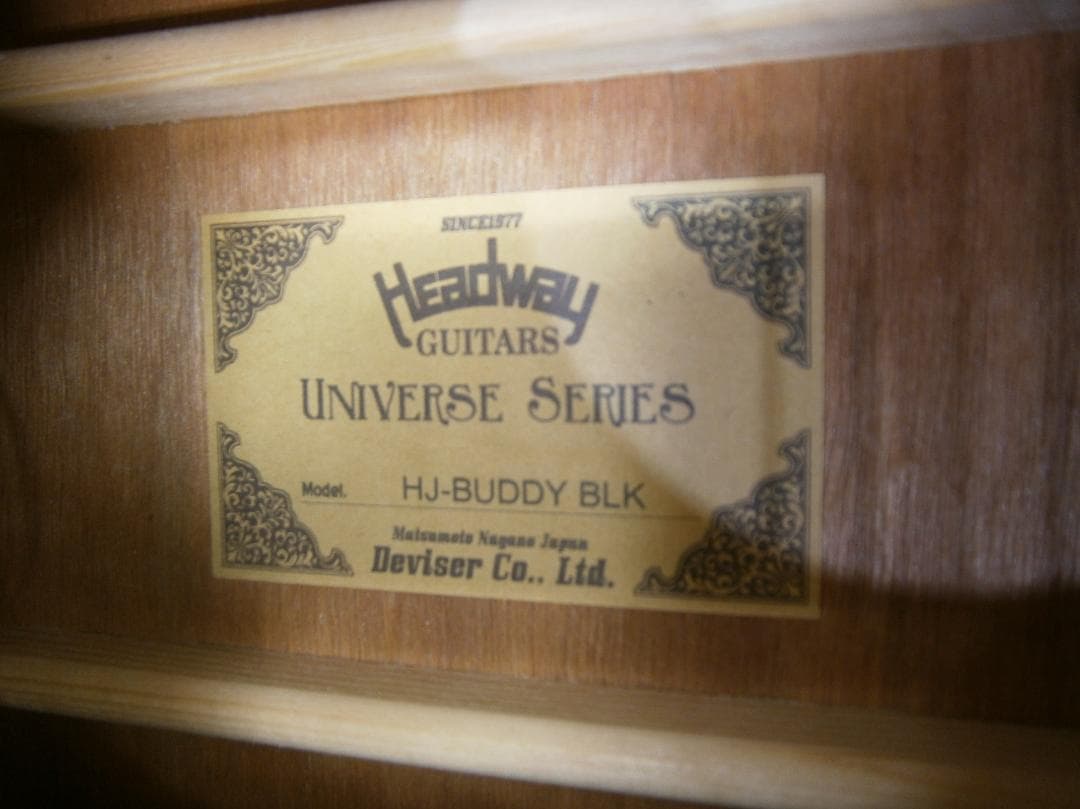 SINCE1977
Headway
GUITARS
UNIVERSE SERIES
Model. HJ-BUDDY BLK
Matsumoto Nagano Japan
Deviser Co., Ltd.